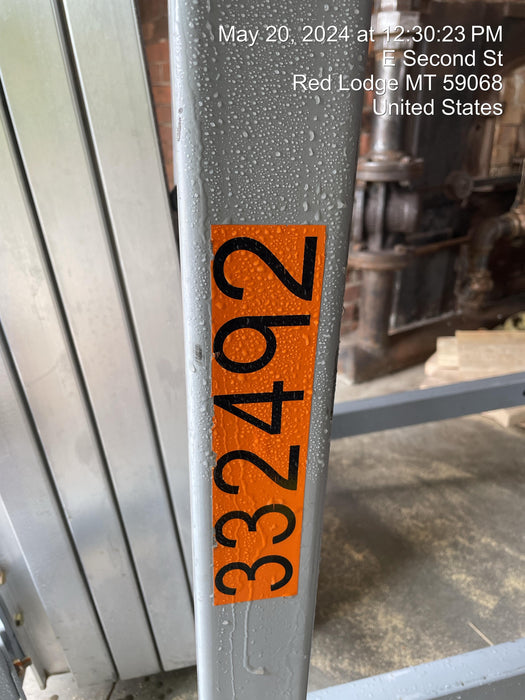 May 20, 2024 at 12:30:23 PM
E Second St
Red Lodge MT 59068
United States
332492